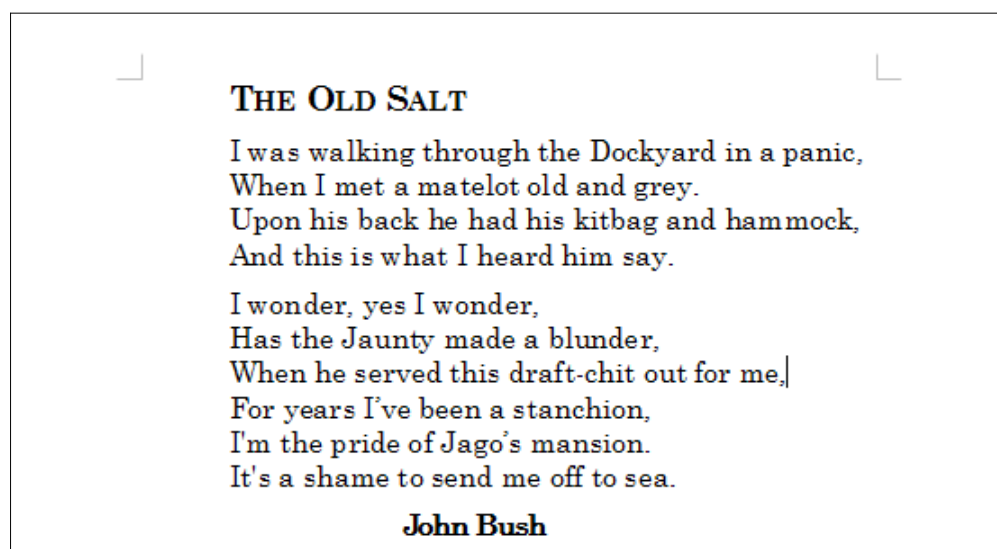 THE OLD SALT
I was walking through the Dockyard in a panic,
When I met a matelot old and grey.
Upon his back he had his kitbag and hammock,
And this is what I heard him say.
I wonder, yes I wonder,
Has the Jaunty made a blunder,
When he served this draft-chit out for me,
For years I’ve been a stanchion,
I'm the pride of Jago’s mansion.
It's a shame to send me off to sea.
John Bush